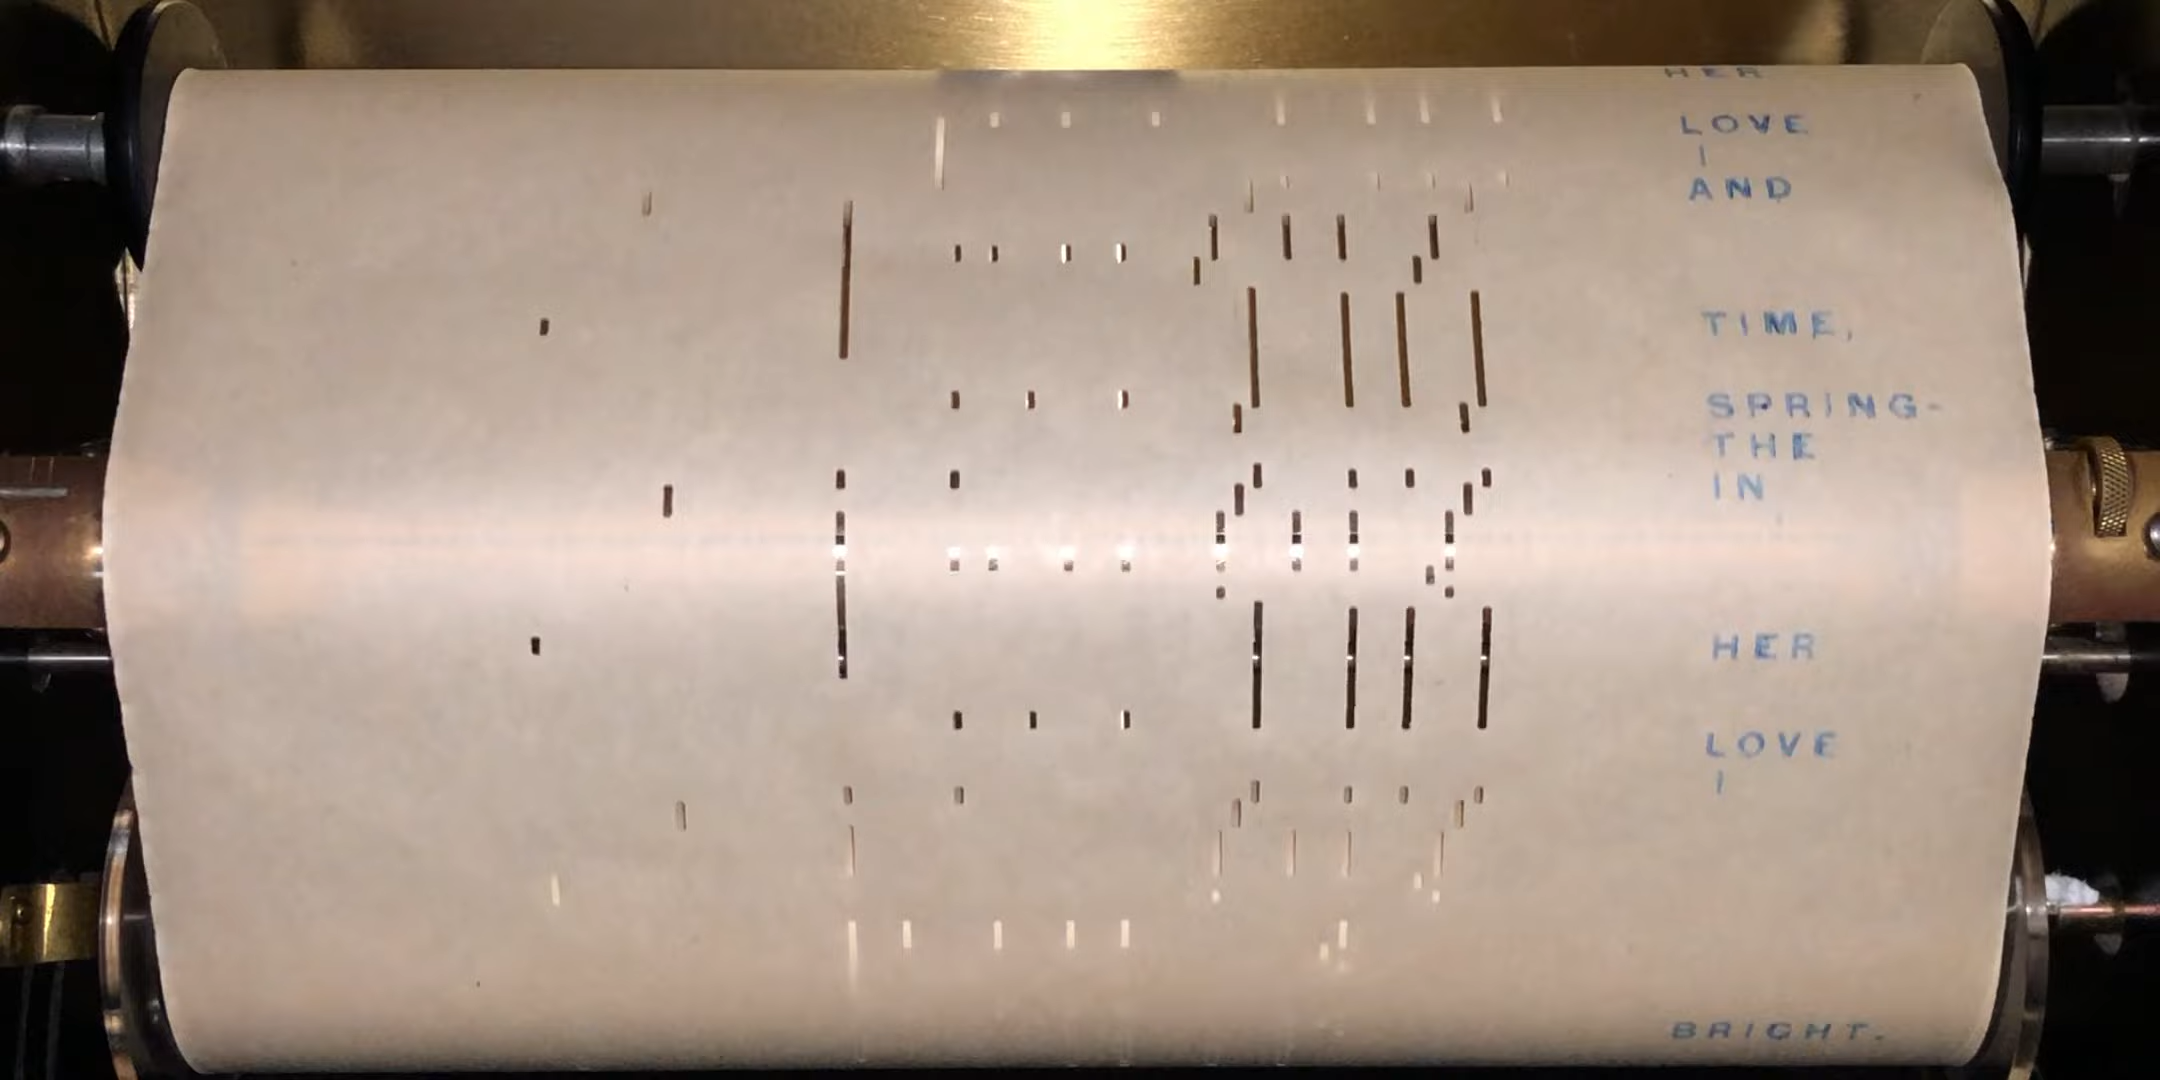 HER
LOVE
I
AND
TIME,
SPRING-
THE
IN
HER
LOVE
I
BRIGHT.